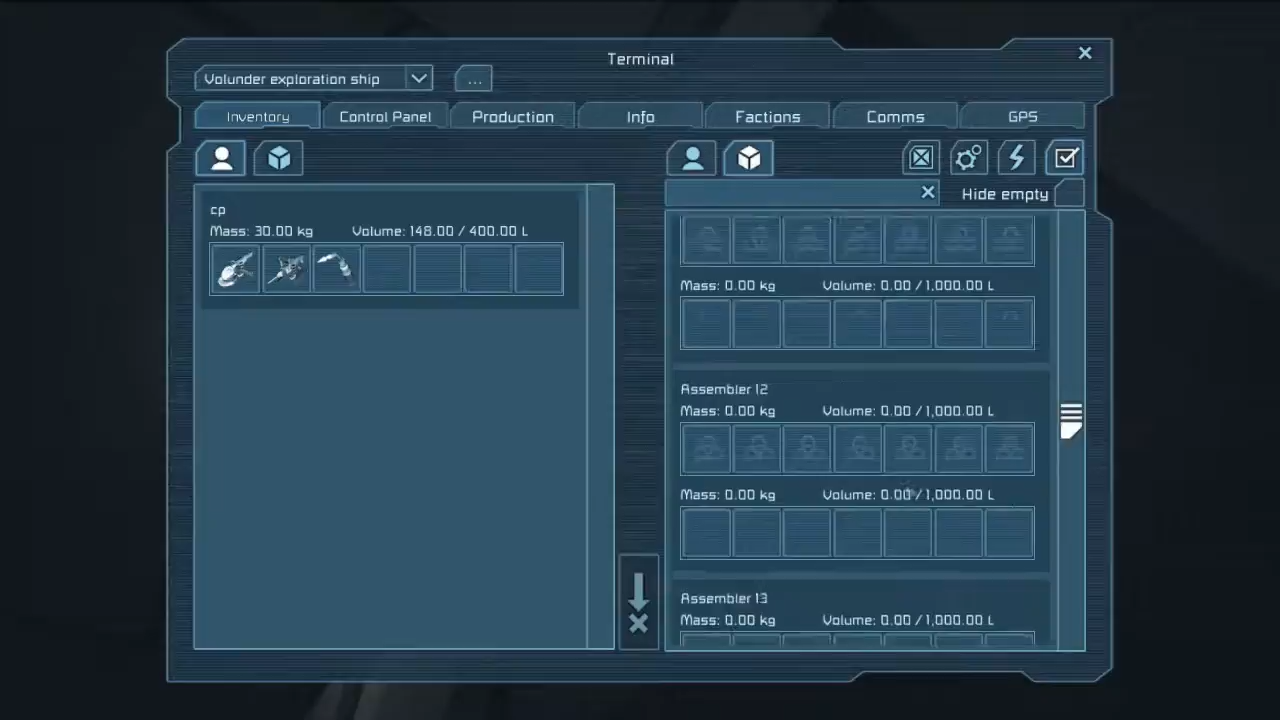 Terminal
Volunder exploration ship
...
Inventory
Control Panel
Production
Info
Factions
Comms
GPS
Hide empty
cp
Mass: 30.00 kg Volume: 148.00 / 400.00 L
Mass: 0.00 kg Volume: 0.00 / 1,000.00 L
Assembler 12
Mass: 0.00 kg Volume: 0.00 / 1,000.00 L
Mass: 0.00 kg Volume: 0.00 / 1,000.00 L
Assembler 13
Mass: 0.00 kg Volume: 0.00 / 1,000.00 L